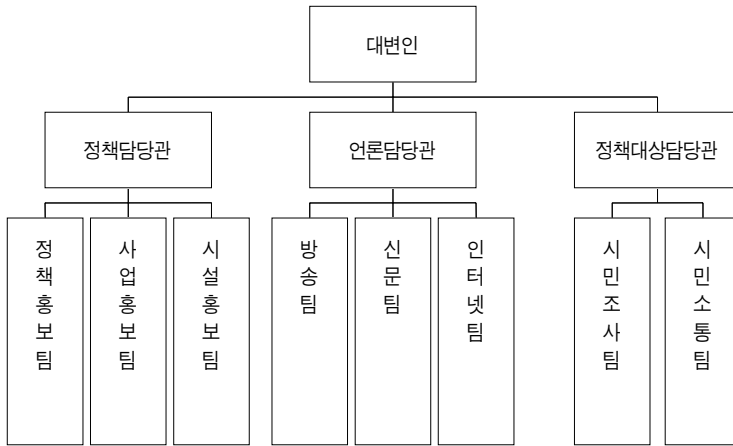 대변인
정책담당관
언론담당관
정책대상담당관
정책홍보팀
사업홍보팀
시설홍보팀
방송팀
신문팀
인터넷팀
시민조사팀
시민소통팀